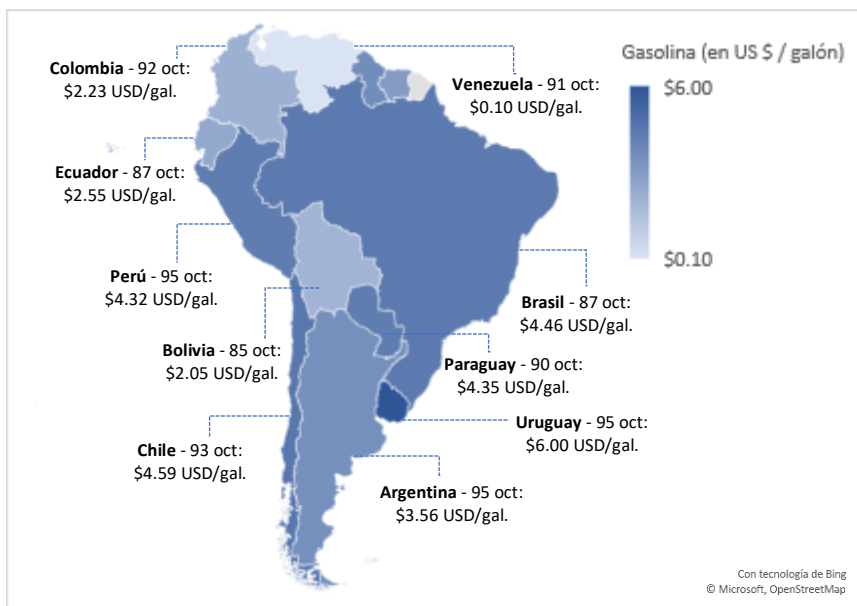 Gasolina (en US $ / galón)
$6.00
$0.10
Colombia - 92 oct:
$2.23 USD/gal.
Venezuela - 91 oct:
$0.10 USD/gal.
Ecuador - 87 oct:
$2.55 USD/gal.
Perú - 95 oct:
$4.32 USD/gal.
Brasil - 87 oct:
$4.46 USD/gal.
Bolivia - 85 oct:
$2.05 USD/gal.
Paraguay - 90 oct:
$4.35 USD/gal.
Uruguay - 95 oct:
$6.00 USD/gal.
Chile - 93 oct:
$4.59 USD/gal.
Argentina - 95 oct:
$3.56 USD/gal.
Con tecnología de Bing
© Microsoft, OpenStreetMap